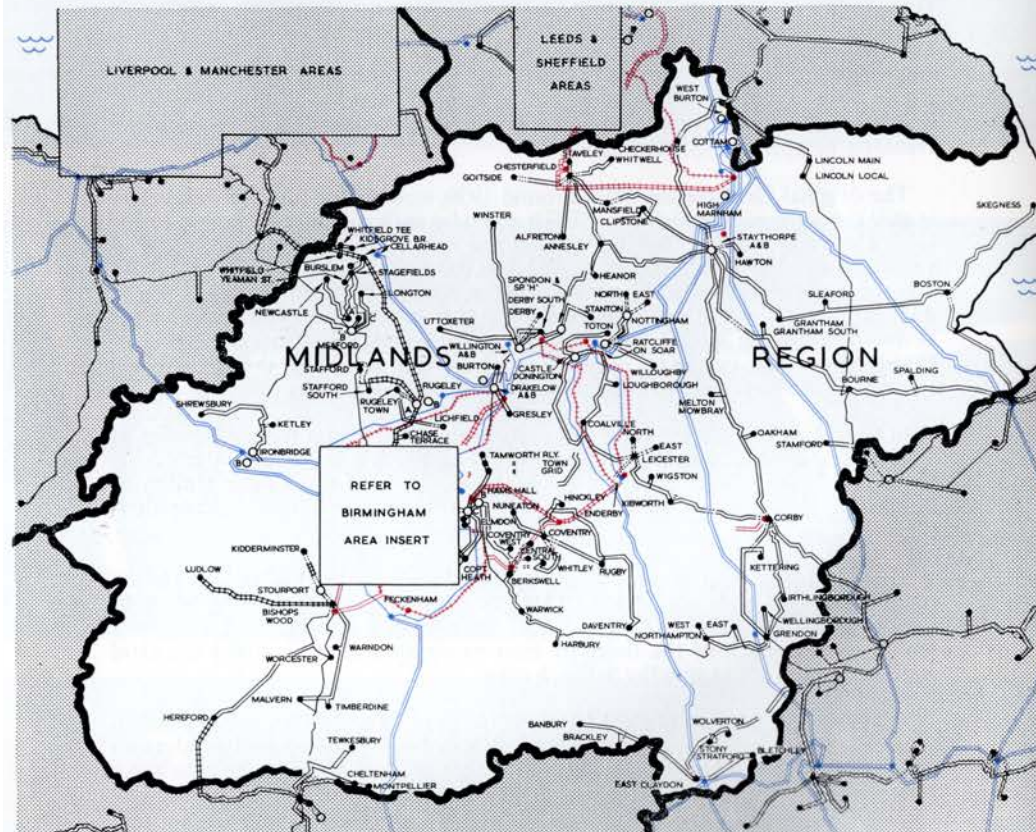 LIVERPOOL & MANCHESTER AREAS
LEEDS &
SHEFFIELD
AREAS
WEST
BURTON
COTTAM
CHECKERHOUSE
STAVELEY
WHITWELL
CHESTERFIELD
GOITSIDE
LINCOLN MAIN
LINCOLN LOCAL
HIGH
MARNHAM
SKEGNESS
MANSFIELD
CLIPSTONE
WINSTER
ALFRETON
ANNESLEY
STAYTHORPE
A&B
HAWTON
WHITFIELD TEE
KIDSGROVE B.R
CELLARHEAD
WHITFIELD
YEAMAN ST.
BURSLEM
STAGEFIELDS
HEANOR
SPONDON &
SP. 'H'
DERBY SOUTH
DERBY
NORTH
EAST
STANTON
NOTTINGHAM
TOTON
LONGTON
NEWCASTLE
UTTOXETER
BOSTON
SLEAFORD
GRANTHAM
GRANTHAM SOUTH
B
MEAFORD
WILLINGTON
A&B
BURTON
RATCLIFFE
ON SOAR
MIDLANDS
REGION
CASTLE
DONINGTON
WILLOUGHBY
LOUGHBOROUGH
STAFFORD
STAFFORD
SOUTH
RUGELEY
RUGELEY
TOWN
A
B
DRAKELOW
A&B
GRESLEY
BOURNE
SPALDING
MELTON
MOWBRAY
SHREWSBURY
KETLEY
LICHFIELD
CHASE
TERRACE
COALVILLE
NORTH
EAST
LEICESTER
OAKHAM
STAMFORD
IRONBRIDGE
B
A
TAMWORTH RLY.
TOWN
GRID
WIGSTON
REFER TO
BIRMINGHAM
AREA INSERT
HAMS HALL
NUNEATON
HINCKLEY
ENDERBY
KIBWORTH
ELMDON
COVENTRY
WEST
COVENTRY
CENTRAL
SOUTH
CORBY
KIDDERMINSTER
LUDLOW
STOURPORT
COPT
HEATH
WHITLEY
RUGBY
KETTERING
BERKSWELL
BISHOPS
WOOD
FECKENHAM
IRTHLINGBOROUGH
WARWICK
WELLINGBOROUGH
DAVENTRY
WEST
EAST
NORTHAMPTON
GRENDON
HARBURY
WORCESTER
WARNDON
MALVERN
TIMBERDINE
HEREFORD
TEWKESBURY
BANBURY
BRACKLEY
WOLVERTON
STONY
STRATFORD
BLETCHLEY
CHELTENHAM
MONTPELLIER
EAST CLAYDON